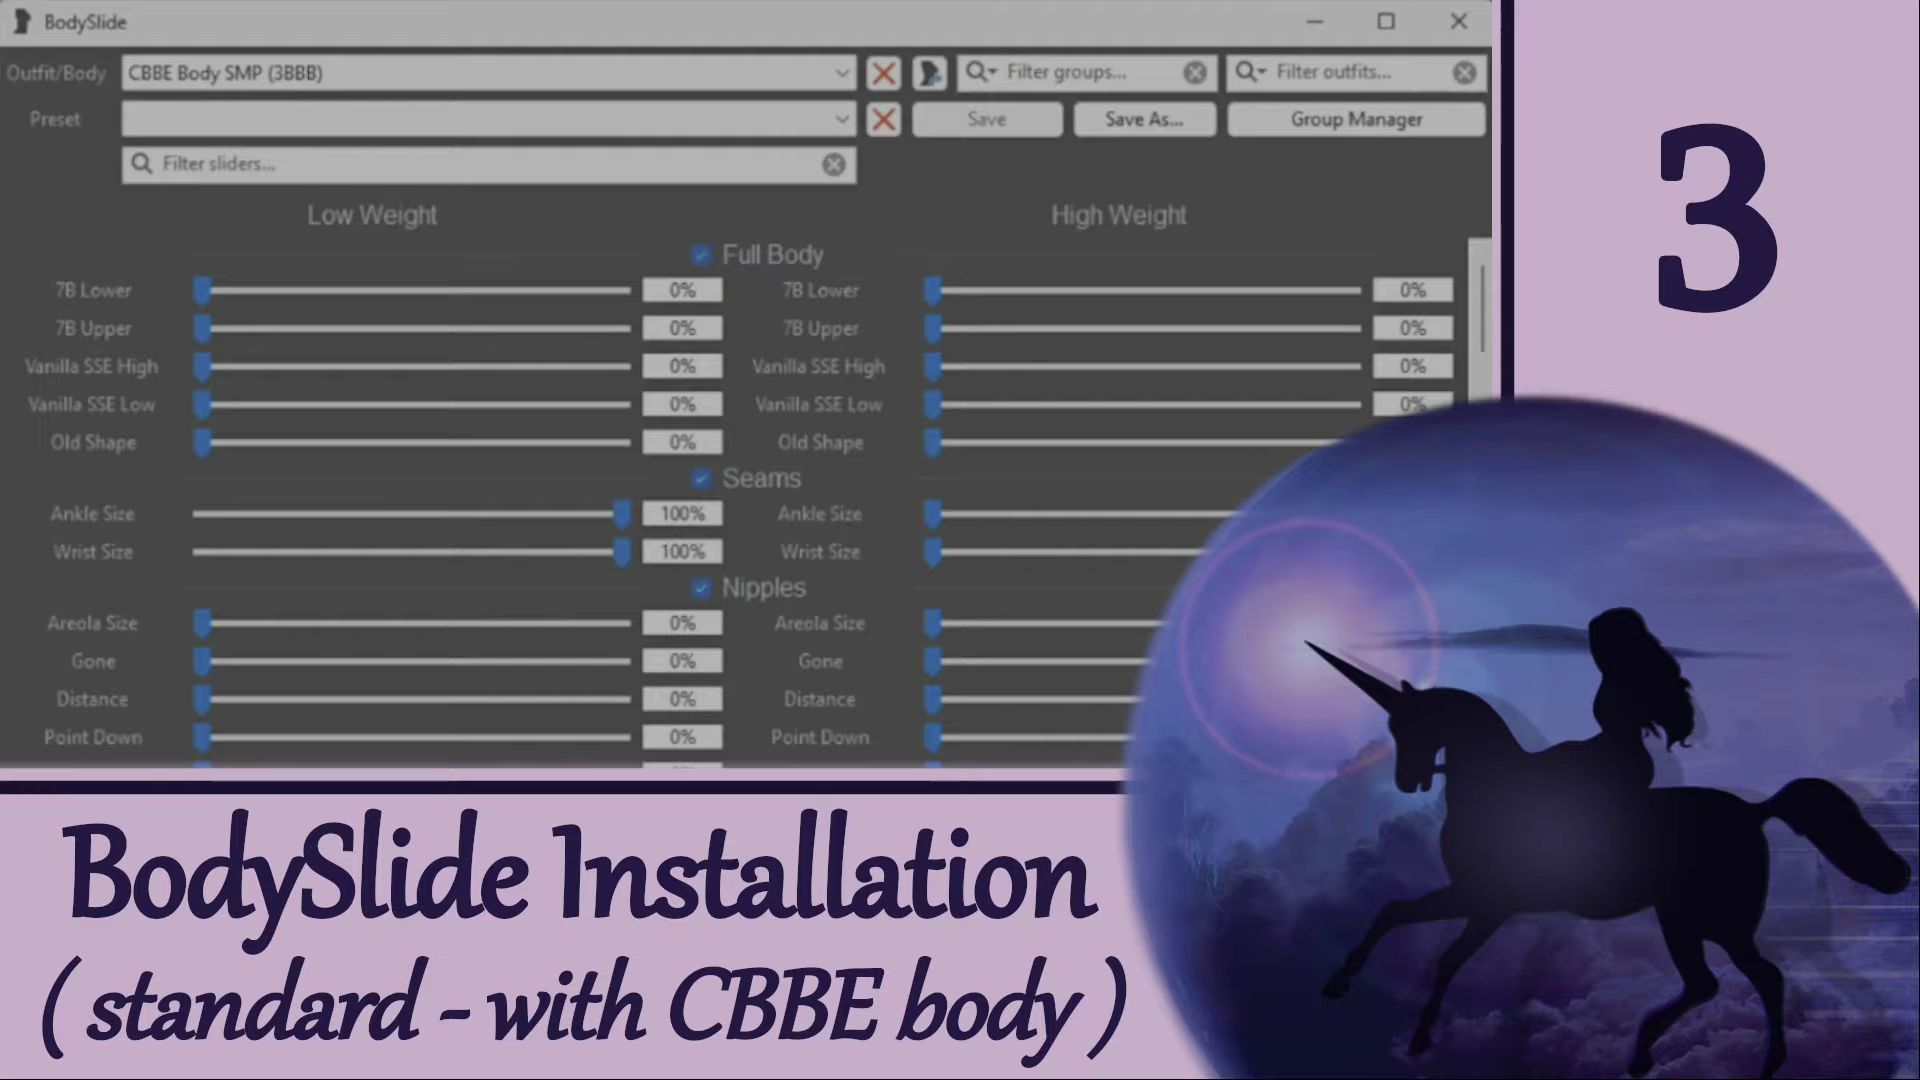 BodySlide
Outfit/Body CBBE Body SMP (3BBB) Filter groups... Filter outfits...
Preset Save Save As... Group Manager
Filter sliders...
Low Weight High Weight
Full Body
7B Lower 0% 7B Lower 0%
7B Upper 0% 7B Upper 0%
Vanilla SSE High 0% Vanilla SSE High 0%
Vanilla SSE Low 0% Vanilla SSE Low 0%
Old Shape 0% Old Shape
Seams
Ankle Size 100% Ankle Size
Wrist Size 100% Wrist Size
Nipples
Areola Size 0% Areola Size
Gone 0% Gone
Distance 0% Distance
Point Down 0% Point Down
3
BodySlide Installation
( standard - with CBBE body )